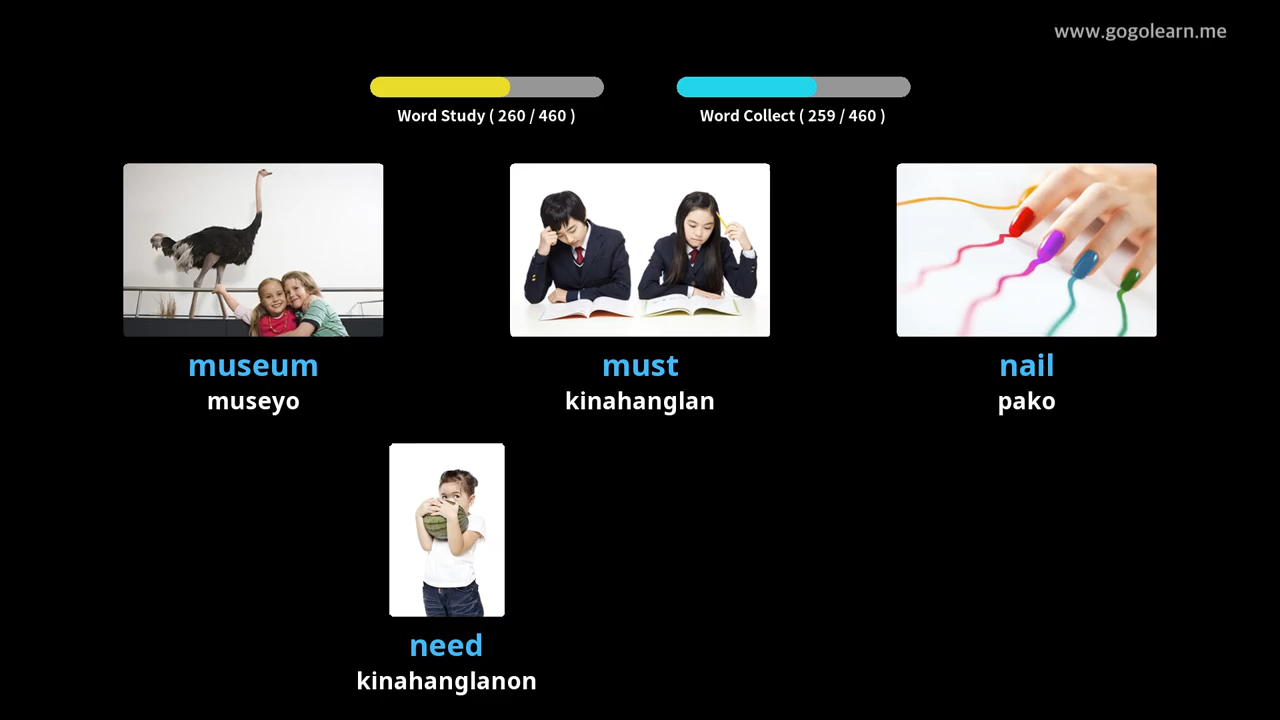 www.gogolearn.me
Word Study ( 260 / 460 )
Word Collect ( 259 / 460 )
museum
museyo
must
kinahanglan
nail
pako
need
kinahanglanon